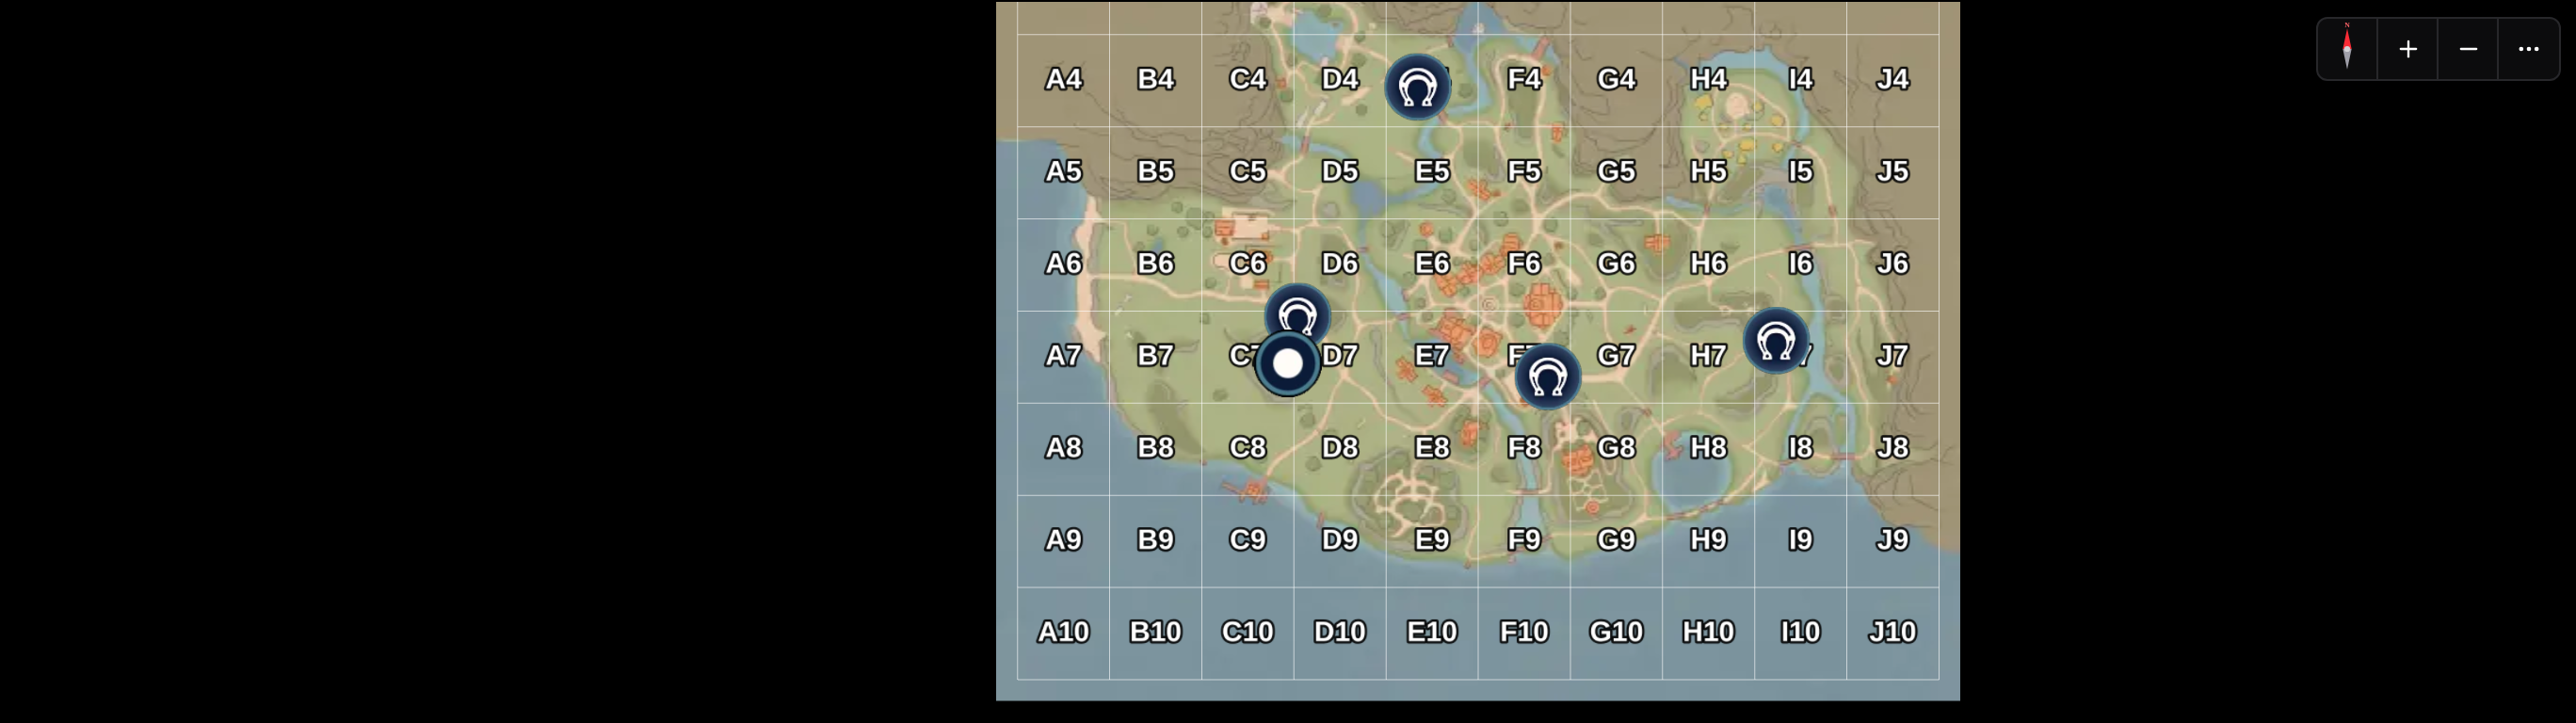 N
A4 B4 C4 D4 F4 G4 H4 I4 J4
A5 B5 C5 D5 E5 F5 G5 H5 I5 J5
A6 B6 C6 D6 E6 F6 G6 H6 I6 J6
A7 B7 D7 E7 G7 H7 J7
A8 B8 C8 D8 E8 F8 G8 H8 I8 J8
A9 B9 C9 D9 E9 F9 G9 H9 I9 J9
A10 B10 C10 D10 E10 F10 G10 H10 I10 J10